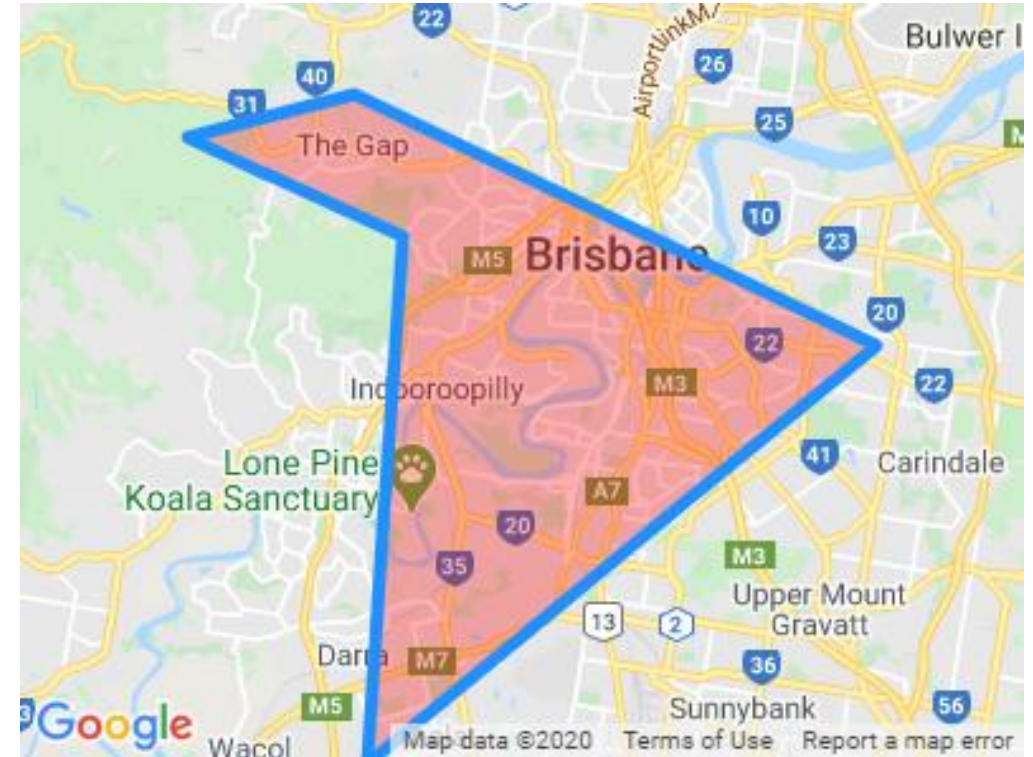 22
AirportlinkM7
Bulwer I
26
40
31
25
M
The Gap
10
23
M5
Brisbane
20
22
M3
22
Indooroopilly
41
Carindale
Lone Pine
Koala Sanctuary
A7
20
35
M3
Upper Mount
Gravatt
13
2
Darra
M7
36
M5
Sunnybank
56
3
Google
Wacol
Map data ©2020
Terms of Use
Report a map error